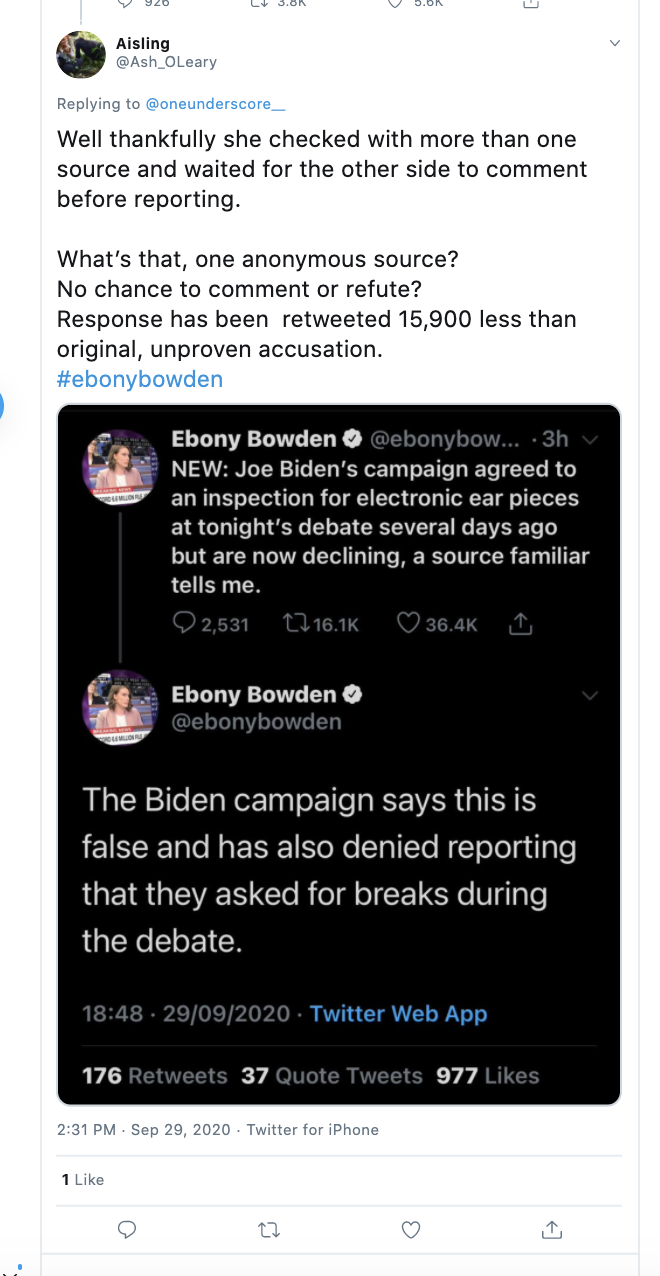 926 3.8K 5.6K
Aisling
@Ash_OLeary
Replying to @oneunderscore__
Well thankfully she checked with more than one
source and waited for the other side to comment
before reporting.
What’s that, one anonymous source?
No chance to comment or refute?
Response has been  retweeted 15,900 less than
original, unproven accusation.
#ebonybowden
Ebony Bowden @ebonybow... · 3h
NEW: Joe Biden’s campaign agreed to
an inspection for electronic ear pieces
at tonight’s debate several days ago
but are now declining, a source familiar
tells me.
2,531 16.1K 36.4K
Ebony Bowden
@ebonybowden
The Biden campaign says this is
false and has also denied reporting
that they asked for breaks during
the debate.
18:48 · 29/09/2020 · Twitter Web App
176 Retweets 37 Quote Tweets 977 Likes
2:31 PM · Sep 29, 2020 · Twitter for iPhone
1 Like